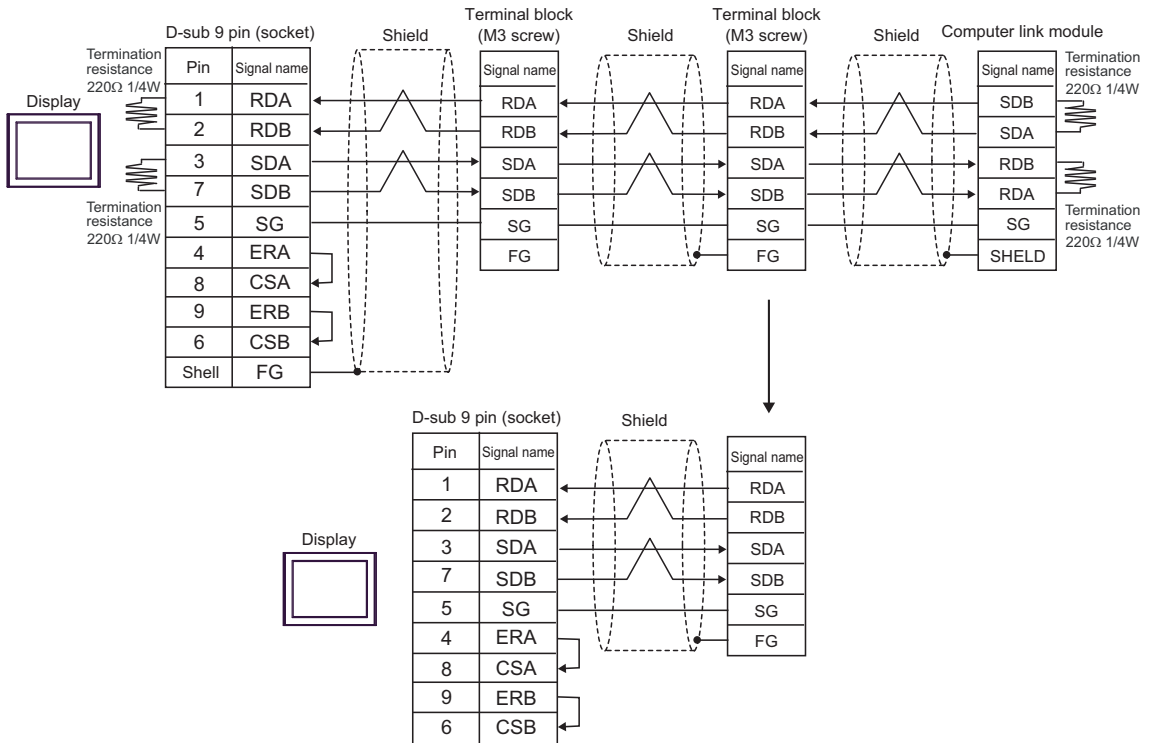 Terminal block
(M3 screw)
Terminal block
(M3 screw)
D-sub 9 pin (socket)
Shield
Shield
Shield
Computer link module
Termination
resistance
220Ω 1/4W
Display
Termination
resistance
220Ω 1/4W
Pin Signal name
1 RDA
2 RDB
3 SDA
7 SDB
5 SG
4 ERA
8 CSA
9 ERB
6 CSB
Shell FG
Signal name
RDA
RDB
SDA
SDB
SG
FG
Signal name
RDA
RDB
SDA
SDB
SG
FG
Signal name
SDB
SDA
RDB
RDA
SG
SHELD
Termination
resistance
220Ω 1/4W
Termination
resistance
220Ω 1/4W
D-sub 9 pin (socket)
Shield
Display
Pin Signal name
1 RDA
2 RDB
3 SDA
7 SDB
5 SG
4 ERA
8 CSA
9 ERB
6 CSB
Signal name
RDA
RDB
SDA
SDB
SG
FG